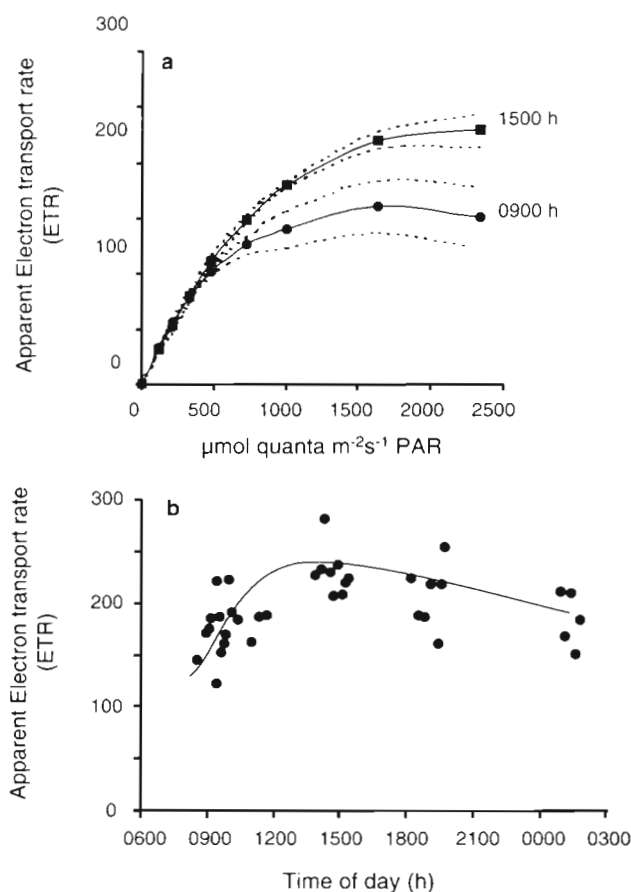 300
a
200
100
0
Apparent Electron transport rate
(ETR)
1500 h
0900 h
0 500 1000 1500 2000 2500
µmol quanta m-2s-1 PAR
300
b
200
100
0
Apparent Electron transport rate
(ETR)
0600 0900 1200 1500 1800 2100 0000 0300
Time of day (h)